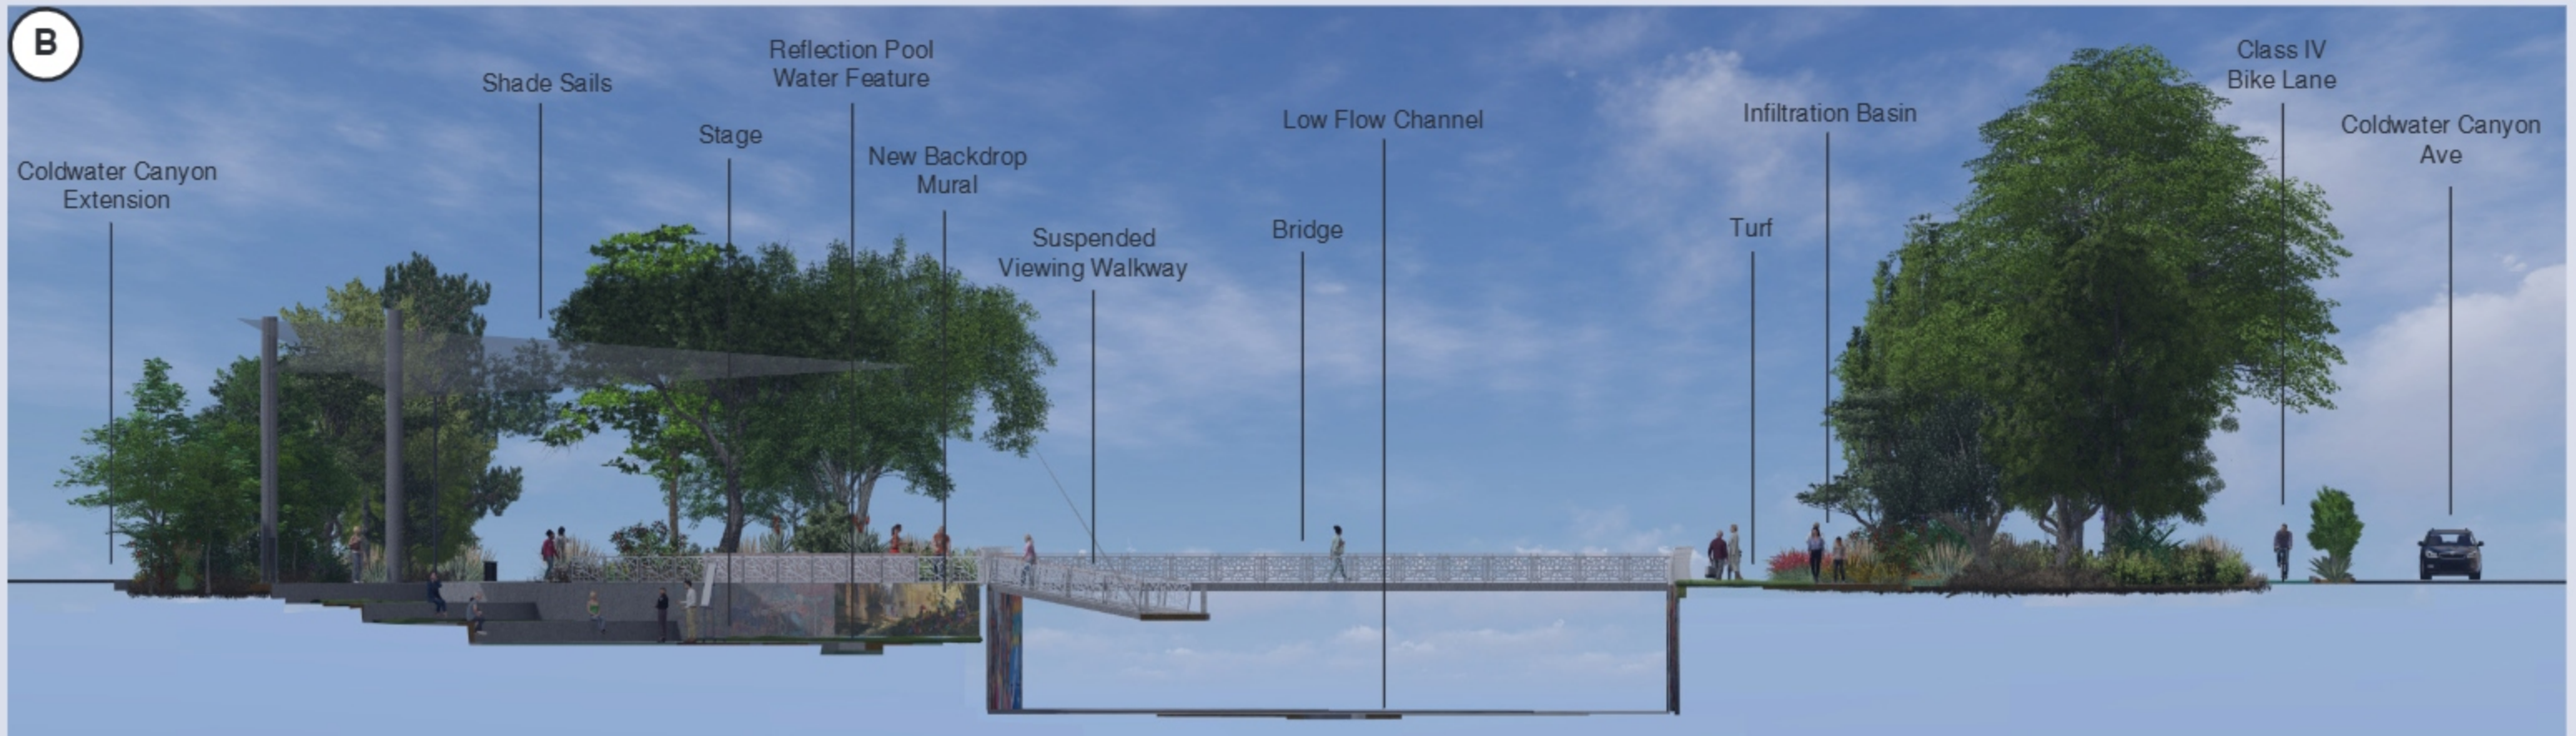 B
Coldwater Canyon
Extension
Shade Sails
Stage
Reflection Pool
Water Feature
New Backdrop
Mural
Suspended
Viewing Walkway
Bridge
Low Flow Channel
Turf
Infiltration Basin
Class IV
Bike Lane
Coldwater Canyon
Ave